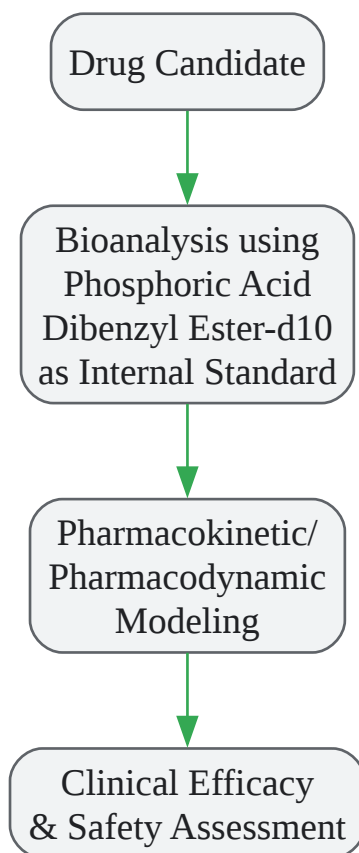 Drug Candidate
Bioanalysis using
Phosphoric Acid
Dibenzyl Ester-d10
as Internal Standard
Pharmacokinetic/
Pharmacodynamic
Modeling
Clinical Efficacy
& Safety Assessment